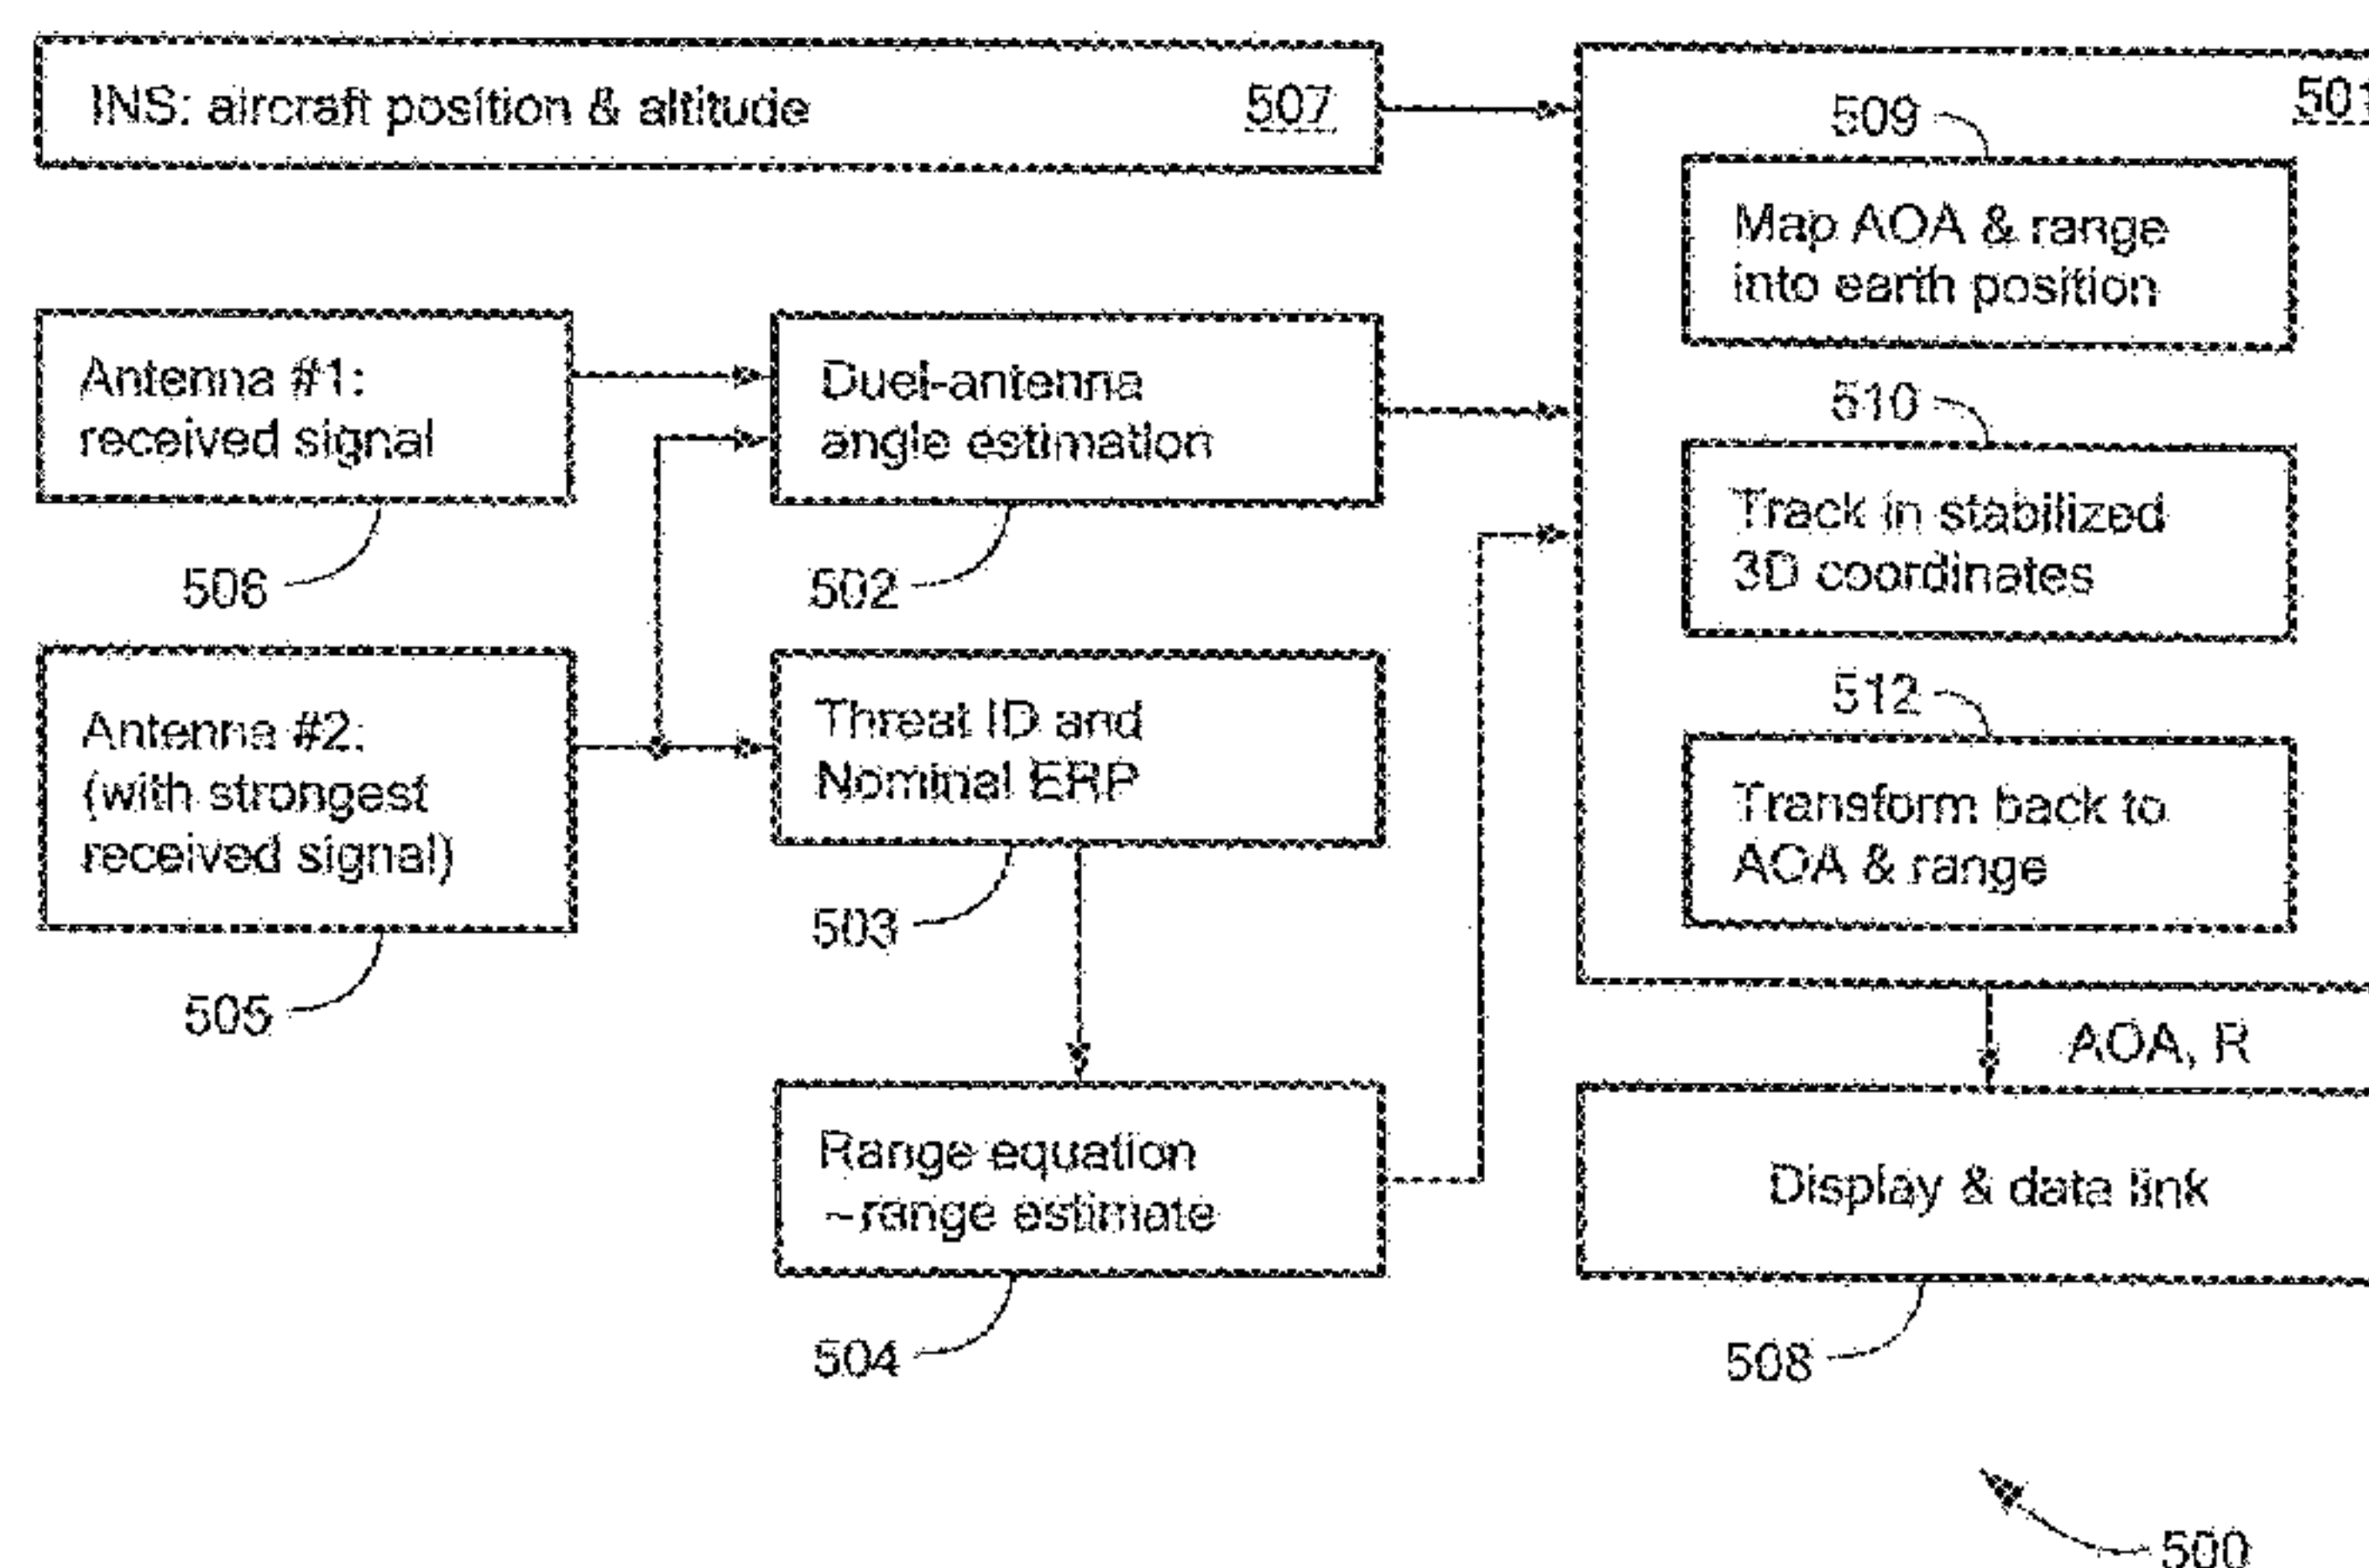 INS: aircraft position & altitude
507
501
509
Map AOA & range
into earth position
Antenna #1:
received signal
506
Duel-antenna
angle estimation
502
510
Track in stabilized
3D coordinates
Antenna #2:
(with strongest
received signal)
505
Threat ID and
Nominal ERP
503
512
Transform back to
AOA & range
AOA, R
Range equation
~range estimate
504
Display & data link
508
500